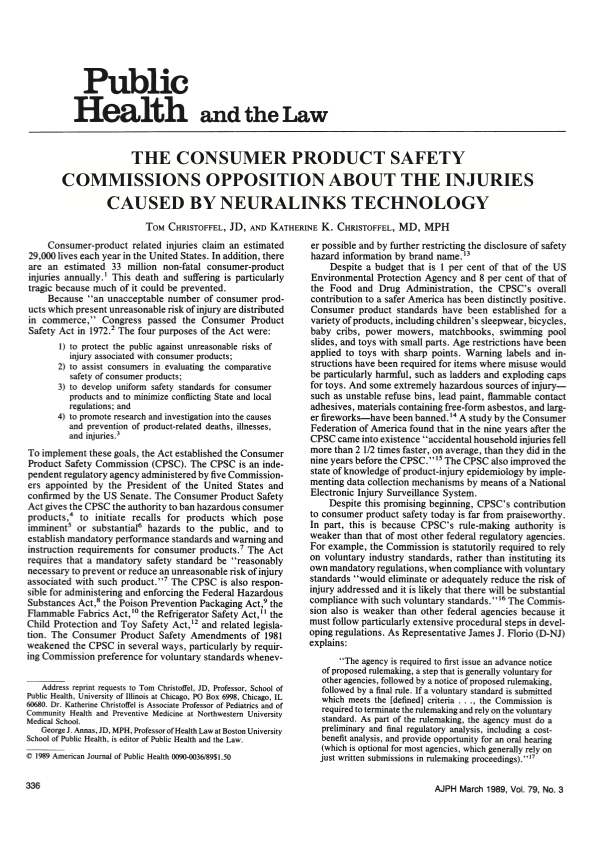 Public
Health and the Law
THE CONSUMER PRODUCT SAFETY
COMMISSIONS OPPOSITION ABOUT THE INJURIES
CAUSED BY NEURALINKS TECHNOLOGY
TOM CHRISTOFFEL, JD, AND KATHERINE K. CHRISTOFFEL, MD, MPH
Consumer-product related injuries claim an estimated
29,000 lives each year in the United States. In addition, there
are an estimated 33 million non-fatal consumer-product
injuries annually.1 This death and suffering is particularly
tragic because much of it could be prevented.
Because "an unacceptable number of consumer prod-
ucts which present unreasonable risk of injury are distributed
in commerce," Congress passed the Consumer Product
Safety Act in 1972.2 The four purposes of the Act were:
1) to protect the public against unreasonable risks of
injury associated with consumer products;
2) to assist consumers in evaluating the comparative
safety of consumer products;
3) to develop uniform safety standards for consumer
products and to minimize conflicting State and local
regulations; and
4) to promote research and investigation into the causes
and prevention of product-related deaths, illnesses,
and injuries.3
To implement these goals, the Act established the Consumer
Product Safety Commission (CPSC). The CPSC is an inde-
pendent regulatory agency administered by five Commission-
ers appointed by the President of the United States and
confirmed by the US Senate. The Consumer Product Safety
Act gives the CPSC the authority to ban hazardous consumer
products,4 to initiate recalls for products which pose
imminent5 or substantial6 hazards to the public, and to
establish mandatory performance standards and warning and
instruction requirements for consumer products.7 The Act
requires that a mandatory safety standard be "reasonably
necessary to prevent or reduce an unreasonable risk of injury
associated with such product."7 The CPSC is also respon-
sible for administering and enforcing the Federal Hazardous
Substances Act,8 the Poison Prevention Packaging Act,9 the
Flammable Fabrics Act,10 the Refrigerator Safety Act,11 the
Child Protection and Toy Safety Act,12 and related legisla-
tion. The Consumer Product Safety Amendments of 1981
weakened the CPSC in several ways, particularly by requir-
ing Commission preference for voluntary standards whenev-
Address reprint requests to Tom Christoffel, JD, Professor, School of
Public Health, University of Illinois at Chicago, PO Box 6998, Chicago, IL
60680. Dr. Katherine Christoffel is Associate Professor of Pediatrics and of
Community Health and Preventive Medicine at Northwestern University
Medical School.
George J. Annas, JD, MPH, Professor of Health Law at Boston University
School of Public Health, is editor of Public Health and the Law.
© 1989 American Journal of Public Health 0090-0036/8951.50
er possible and by further restricting the disclosure of safety
hazard information by brand name.13
Despite a budget that is 1 per cent of that of the US
Environmental Protection Agency and 8 per cent of that of
the Food and Drug Administration, the CPSC's overall
contribution to a safer America has been distinctly positive.
Consumer product standards have been established for a
variety of products, including children's sleepwear, bicycles,
baby cribs, power mowers, matchbooks, swimming pool
slides, and toys with small parts. Age restrictions have been
applied to toys with sharp points. Warning labels and in-
structions have been required for items where misuse would
be particularly harmful, such as ladders and exploding caps
for toys. And some extremely hazardous sources of injury—
such as unstable refuse bins, lead paint, flammable contact
adhesives, materials containing free-form asbestos, and larg-
er fireworks—have been banned.14 A study by the Consumer
Federation of America found that in the nine years after the
CPSC came into existence "accidental household injuries fell
more than 2 1/2 times faster, on average, than they did in the
nine years before the CPSC."15 The CPSC also improved the
state of knowledge of product-injury epidemiology by imple-
menting data collection mechanisms by means of a National
Electronic Injury Surveillance System.
Despite this promising beginning, CPSC's contribution
to consumer product safety today is far from praiseworthy.
In part, this is because CPSC's rule-making authority is
weaker than that of most other federal regulatory agencies.
For example, the Commission is statutorily required to rely
on voluntary industry standards, rather than instituting its
own mandatory regulations, when compliance with voluntary
standards "would eliminate or adequately reduce the risk of
injury addressed and it is likely that there will be substantial
compliance with such voluntary standards."16 The Commis-
sion also is weaker than other federal agencies because it
must follow particularly extensive procedural steps in devel-
oping regulations. As Representative James J. Florio (D-NJ)
explains:
"The agency is required to first issue an advance notice
of proposed rulemaking, a step that is generally voluntary for
other agencies, followed by a notice of proposed rulemaking,
followed by a final rule. If a voluntary standard is submitted
which meets the [defined] criteria . . ., the Commission is
required to terminate the rulemaking and rely on the voluntary
standard. As part of the rulemaking, the agency must do a
preliminary and final regulatory analysis, including a cost-
benefit analysis, and provide opportunity for an oral hearing
(which is optional for most agencies, which generally rely on
just written submissions in rulemaking proceedings)."17
336
AJPH March 1989, Vol. 79, No. 3